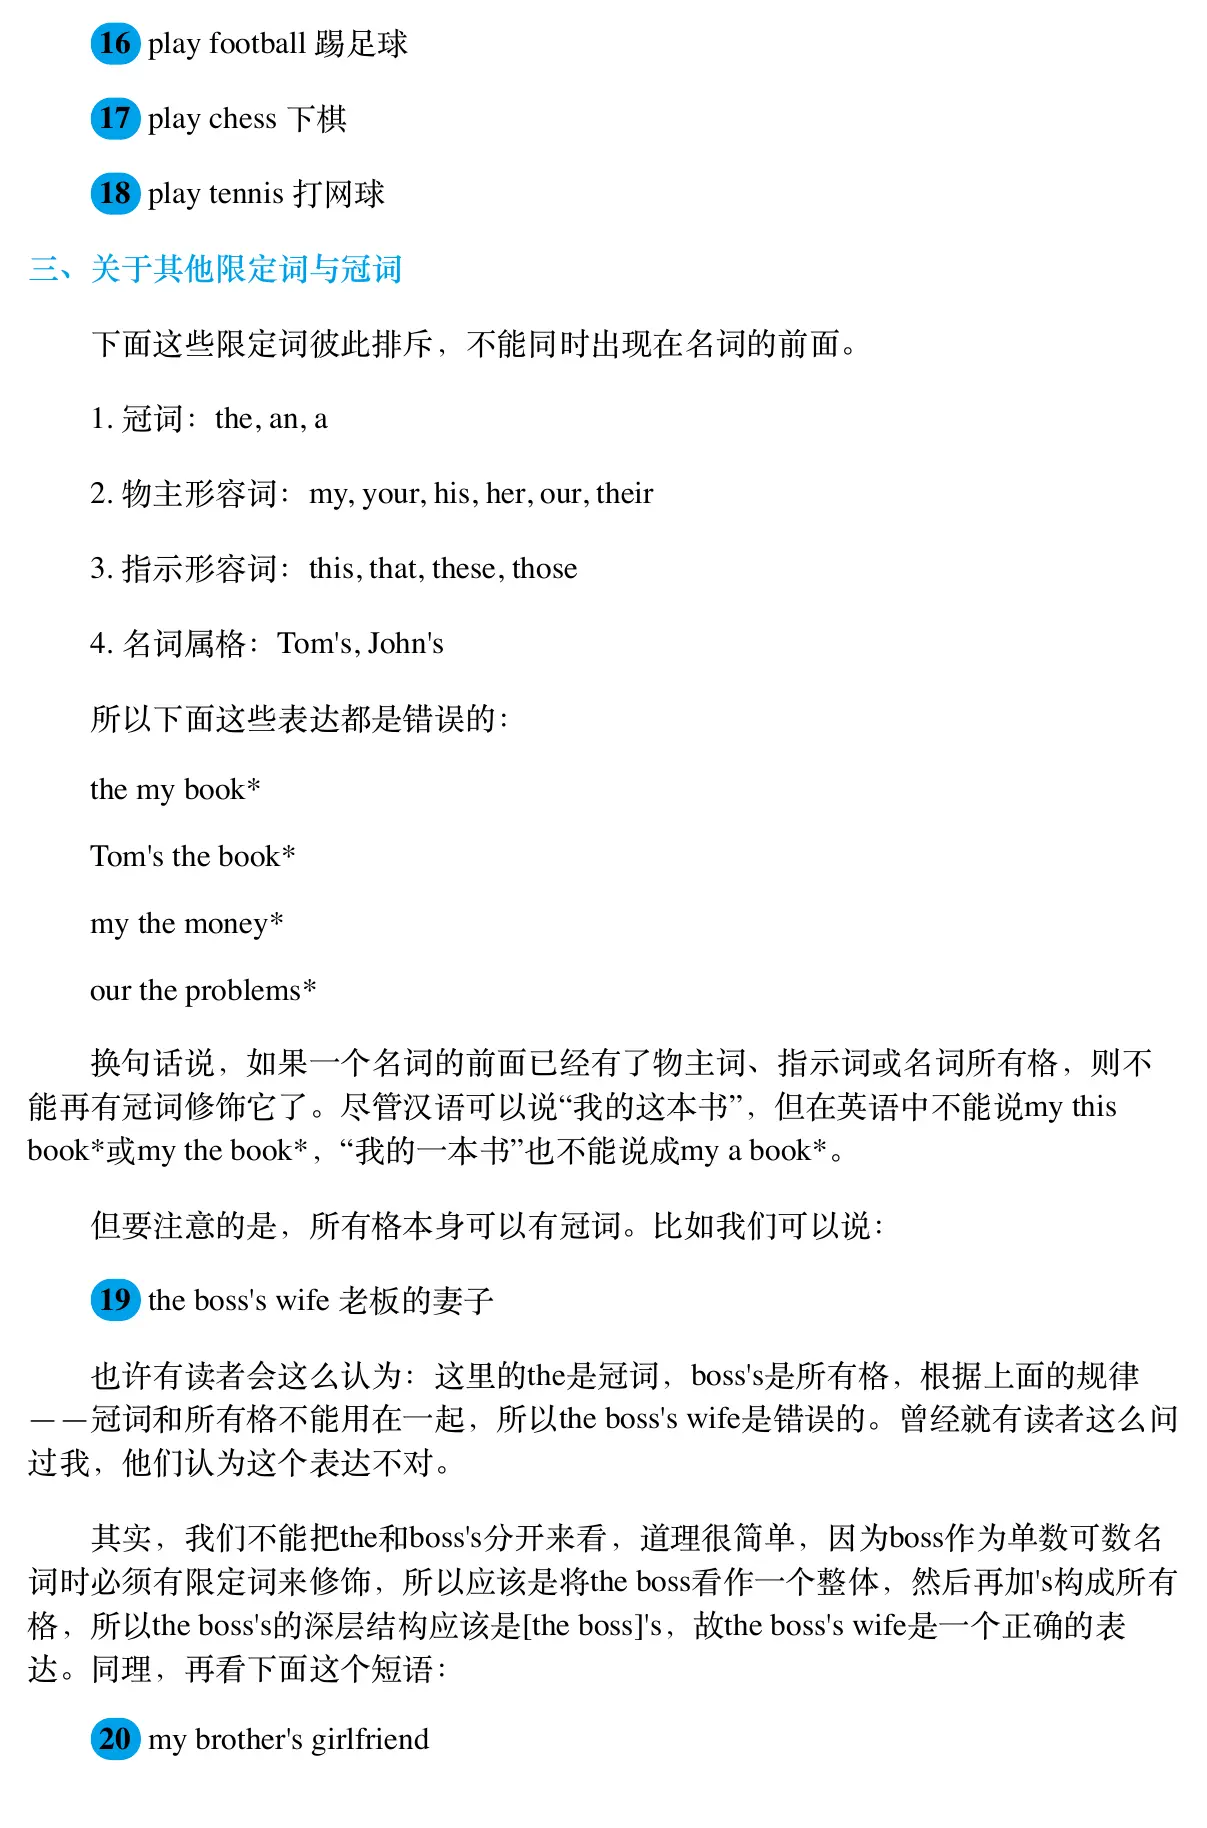 16 play football 踢足球
17 play chess 下棋
18 play tennis 打网球
三、关于其他限定词与冠词
下面这些限定词彼此排斥，不能同时出现在名词的前面。
1. 冠词：the, an, a
2. 物主形容词：my, your, his, her, our, their
3. 指示形容词：this, that, these, those
4. 名词属格：Tom's, John's
所以下面这些表达都是错误的：
the my book*
Tom's the book*
my the money*
our the problems*
换句话说，如果一个名词的前面已经有了物主词、指示词或名词所有格，则不
能再有冠词修饰它了。尽管汉语可以说“我的这本书”，但在英语中不能说my this
book*或my the book*，“我的一本书”也不能说成my a book*。
但要注意的是，所有格本身可以有冠词。比如我们可以说：
19 the boss's wife 老板的妻子
也许有读者会这么认为：这里的the是冠词，boss's是所有格，根据上面的规律
——冠词和所有格不能用在一起，所以the boss's wife是错误的。曾经就有读者这么问
过我，他们认为这个表达不对。
其实，我们不能把the和boss's分开来看，道理很简单，因为boss作为单数可数名
词时必须有限定词来修饰，所以应该是将the boss看作一个整体，然后再加's构成所有
格，所以the boss's的深层结构应该是[the boss]'s，故the boss's wife是一个正确的表
达。同理，再看下面这个短语：
20 my brother's girlfriend